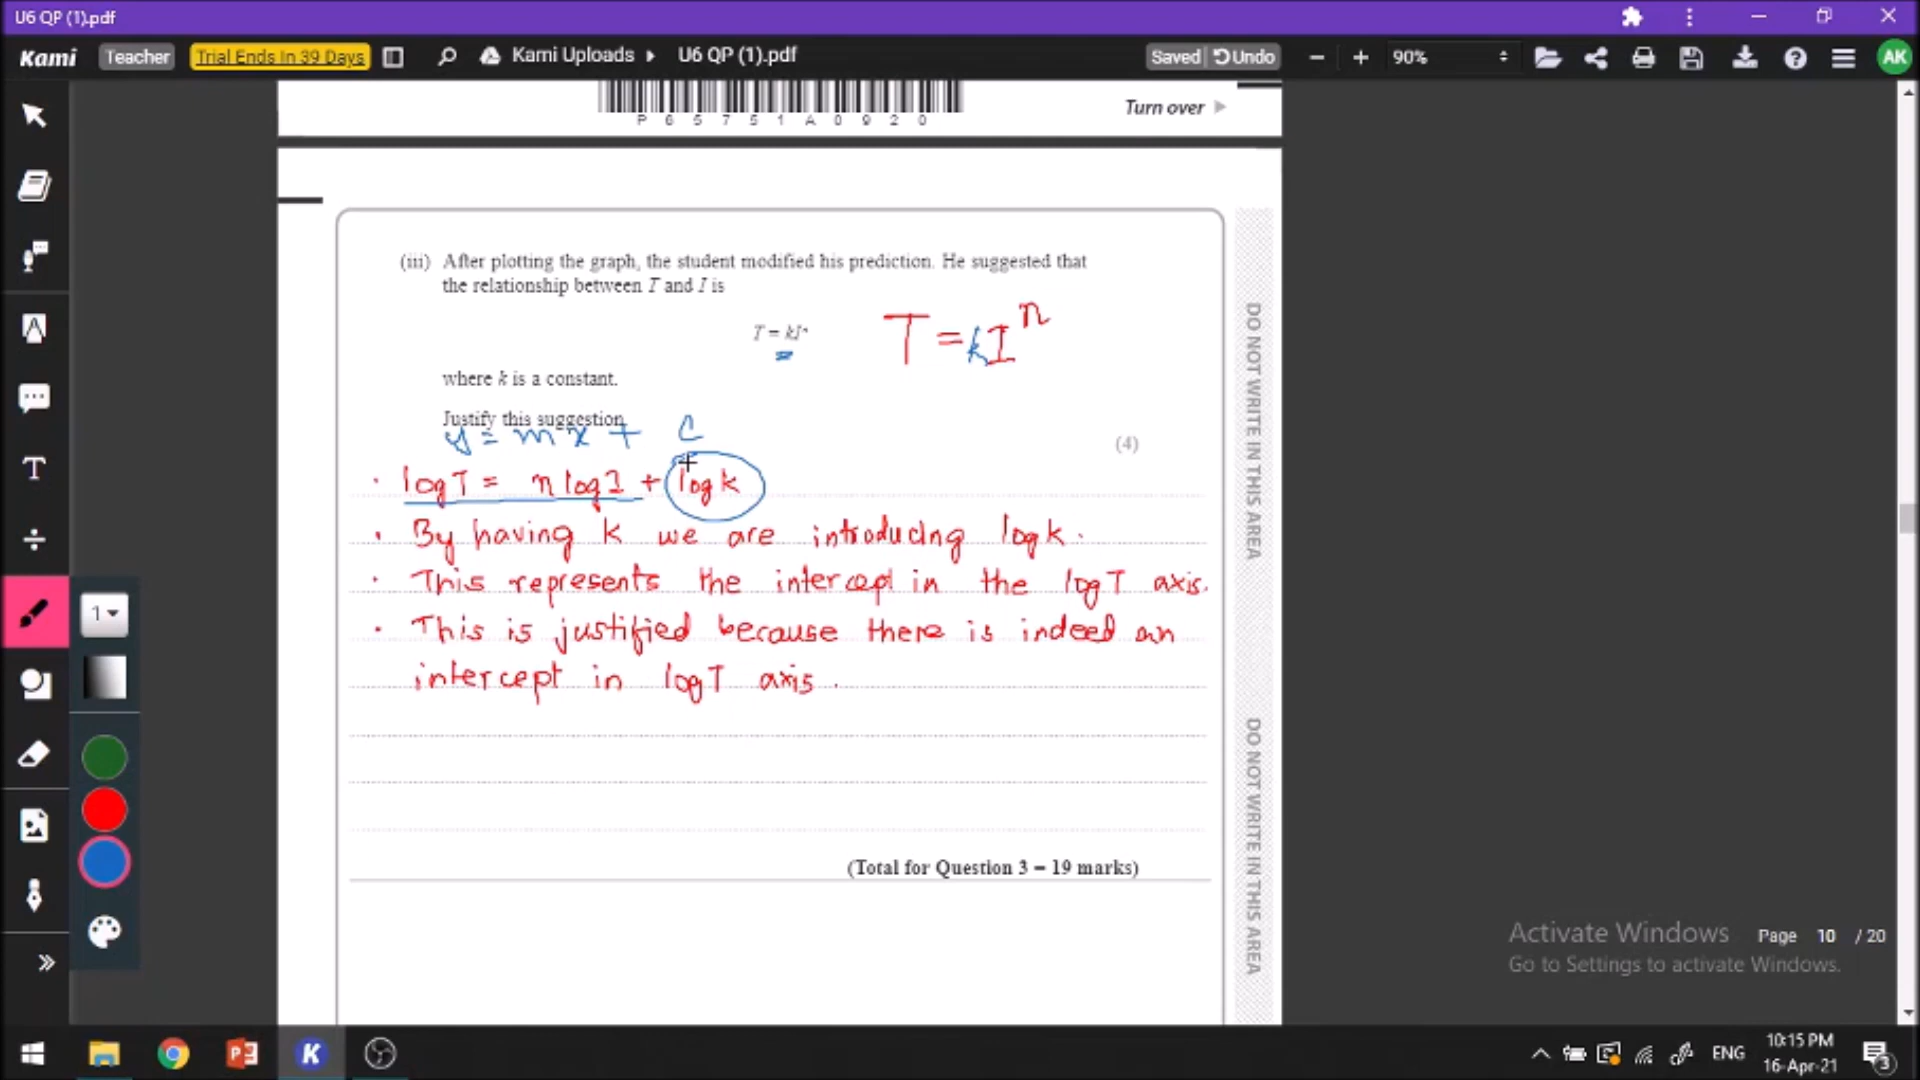 U6 QP (1).pdf
Kami Teacher Trial Ends In 39 Days Kami Uploads U6 QP (1).pdf Saved Undo 90% AK
P65751A0920
Turn over
(iii) After plotting the graph, the student modified his prediction. He suggested that
the relationship between T and I is
T = kIⁿ
T = kIⁿ
where k is a constant.
Justify this suggestion.
y = m x + c
(4)
· log T = n log I + log k
· By having k we are introducing log k.
· This represents the intercept in the log T axis.
· This is justified because there is indeed an
intercept in log T axis.
(Total for Question 3 = 19 marks)
DO NOT WRITE IN THIS AREA
DO NOT WRITE IN THIS AREA
T
1
Activate Windows
Go to Settings to activate Windows.
Page 10 / 20
K
ENG
10:15 PM
16-Apr-21
3